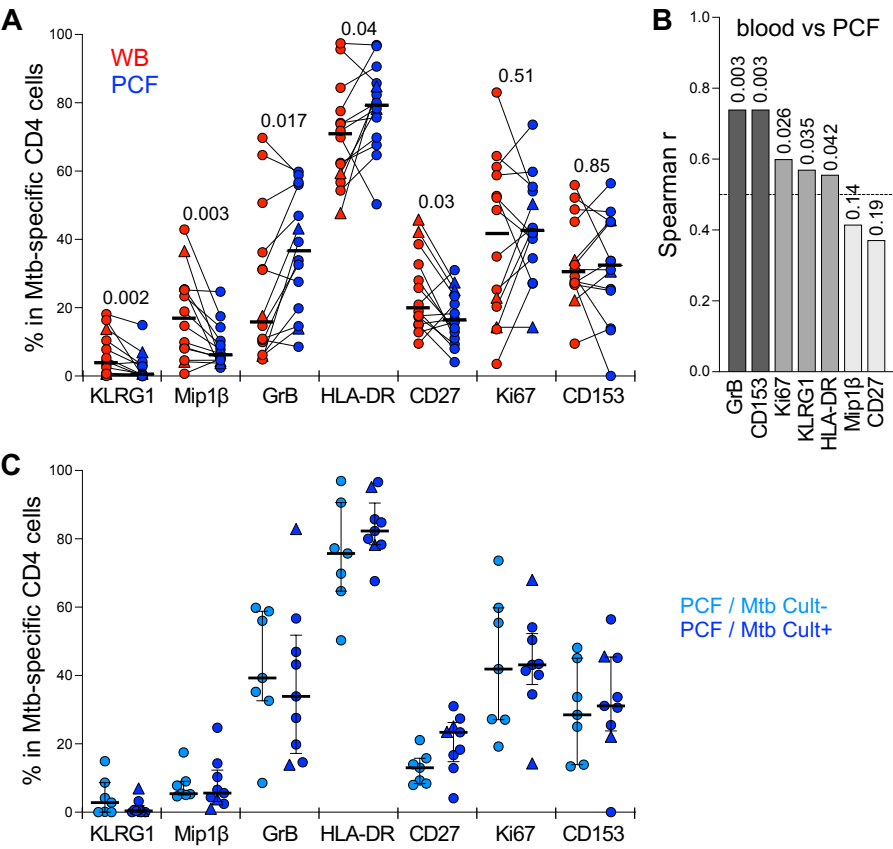 A
% in Mtb-specific CD4 cells
100
80
60
40
20
0
WB
PCF
0.002
0.003
0.017
0.04
0.03
0.51
0.85
KLRG1 Mip1β GrB HLA-DR CD27 Ki67 CD153
B
blood vs PCF
Spearman r
1.0
0.8
0.6
0.4
0.2
0.0
0.003
0.003
0.026
0.035
0.042
0.14
0.19
GrB
CD153
Ki67
KLRG1
HLA-DR
Mip1β
CD27
C
% in Mtb-specific CD4 cells
100
80
60
40
20
0
KLRG1 Mip1β GrB HLA-DR CD27 Ki67 CD153
PCF / Mtb Cult-
PCF / Mtb Cult+